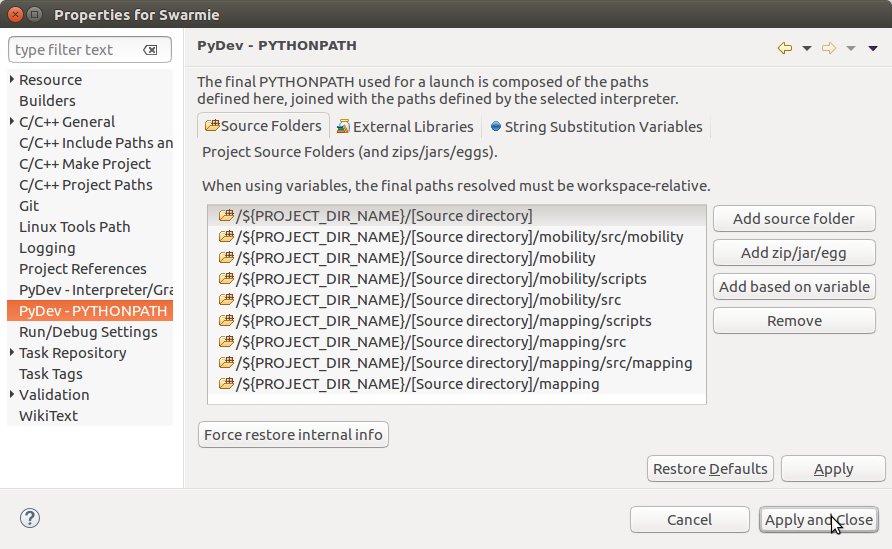 Properties for Swarmie
type filter text
PyDev - PYTHONPATH
Resource
Builders
C/C++ General
C/C++ Include Paths an
C/C++ Make Project
C/C++ Project Paths
Git
Linux Tools Path
Logging
Project References
PyDev - Interpreter/Gra
PyDev - PYTHONPATH
Run/Debug Settings
Task Repository
Task Tags
Validation
WikiText
The final PYTHONPATH used for a launch is composed of the paths
defined here, joined with the paths defined by the selected interpreter.
Source Folders
External Libraries
String Substitution Variables
Project Source Folders (and zips/jars/eggs).
When using variables, the final paths resolved must be workspace-relative.
/${PROJECT_DIR_NAME}/[Source directory]
/${PROJECT_DIR_NAME}/[Source directory]/mobility/src/mobility
/${PROJECT_DIR_NAME}/[Source directory]/mobility
/${PROJECT_DIR_NAME}/[Source directory]/mobility/scripts
/${PROJECT_DIR_NAME}/[Source directory]/mobility/src
/${PROJECT_DIR_NAME}/[Source directory]/mapping/scripts
/${PROJECT_DIR_NAME}/[Source directory]/mapping/src
/${PROJECT_DIR_NAME}/[Source directory]/mapping/src/mapping
/${PROJECT_DIR_NAME}/[Source directory]/mapping
Add source folder
Add zip/jar/egg
Add based on variable
Remove
Force restore internal info
Restore Defaults
Apply
?
Cancel
Apply and Close